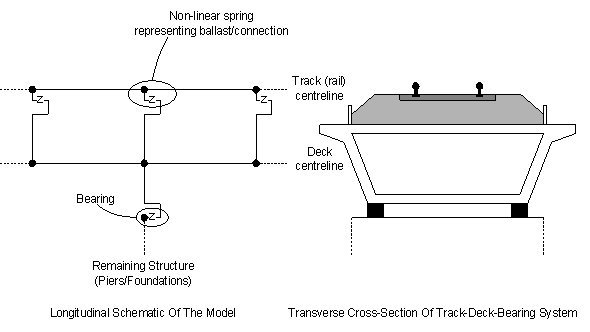 Non-linear spring
representing ballast/connection
Track (rail)
centreline
Deck
centreline
Bearing
Remaining Structure
(Piers/Foundations)
Longitudinal Schematic Of The Model
Transverse Cross-Section Of Track-Deck-Bearing System